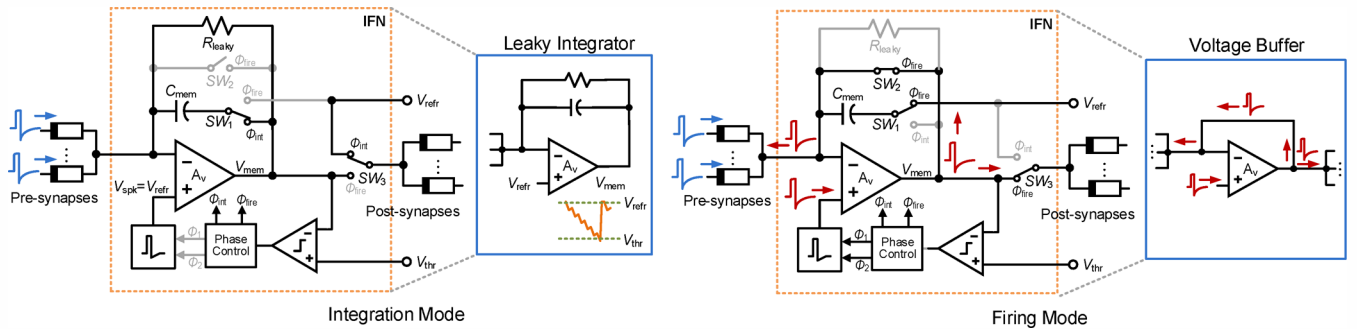 IFN
R_leaky
Φ_fire
SW_2
C_mem
Φ_fire
SW_1
Φ_int
V_refr
Pre-synapses
V_spk=V_refr
−
A_v
+
V_mem
Φ_int
SW_3
Φ_fire
Post-synapses
Φ_int
Φ_fire
Φ_1
Φ_2
Phase
Control
−
+
V_thr
Integration Mode
Leaky Integrator
−
A_v
+
V_refr
V_mem
V_refr
V_thr
IFN
R_leaky
Φ_fire
SW_2
C_mem
Φ_fire
SW_1
Φ_int
V_refr
Pre-synapses
−
A_v
+
V_mem
Φ_int
SW_3
Φ_fire
Post-synapses
Φ_int
Φ_fire
Φ_1
Φ_2
Phase
Control
−
+
V_thr
Firing Mode
Voltage Buffer
−
A_v
+